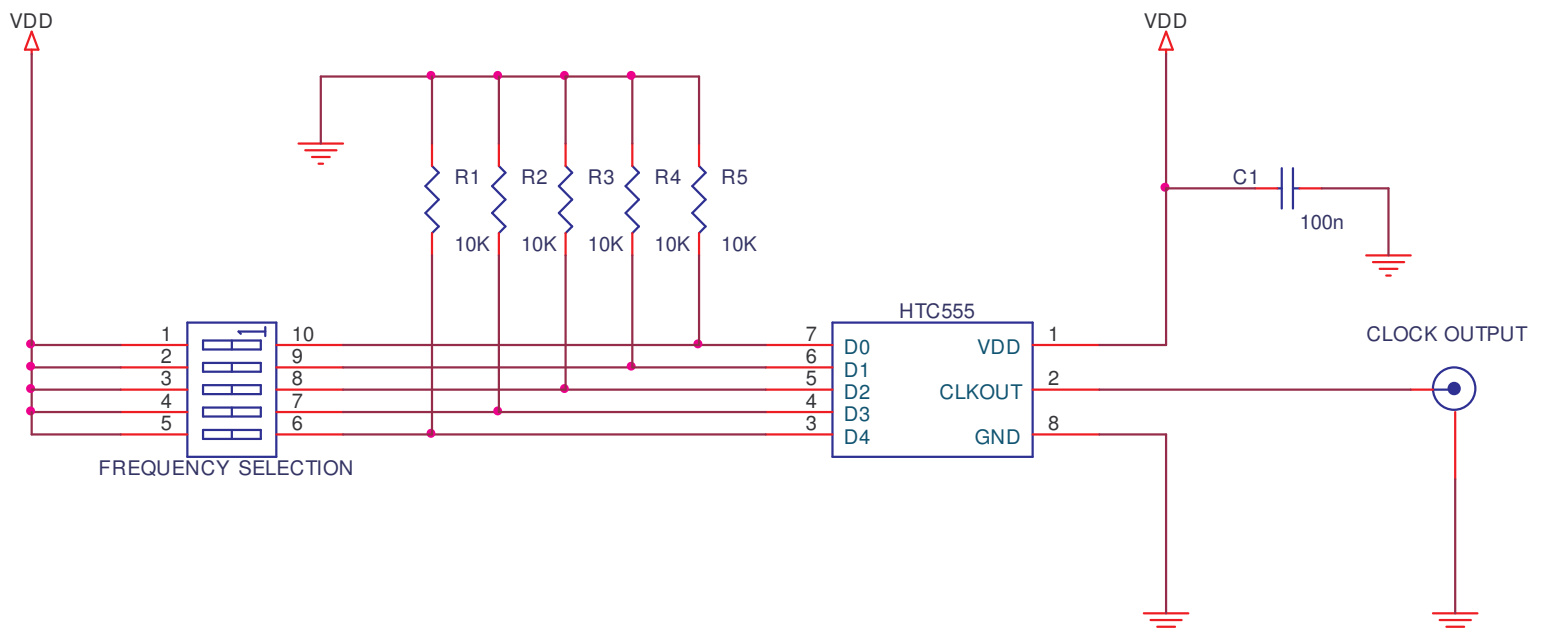 VDD
VDD
R1 R2 R3 R4 R5
C1
10K 10K 10K 10K 10K
100n
HTC555
CLOCK OUTPUT
1 1 10 7 D0 VDD 1
2 9 6 D1
3 8 5 D2 CLKOUT 2
4 7 4 D3
5 6 3 D4 GND 8
FREQUENCY SELECTION